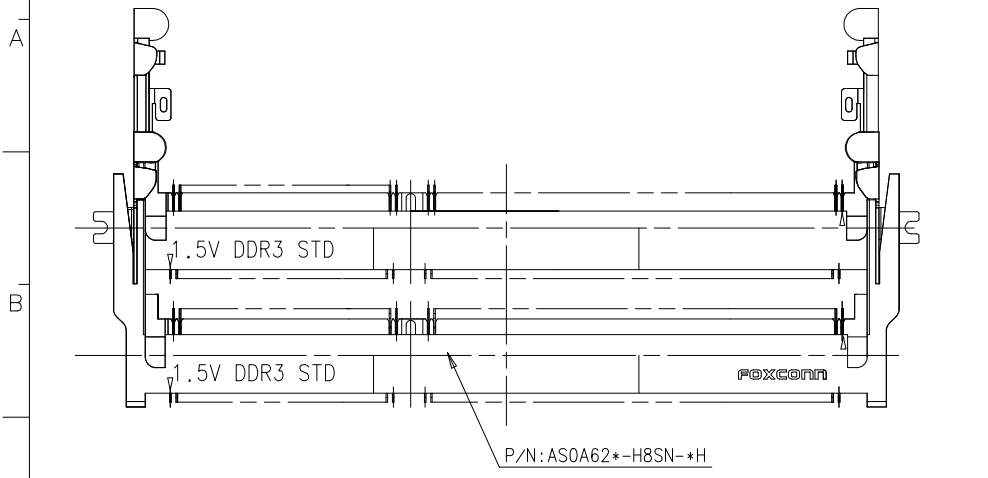 A
1.5V DDR3 STD
B
1.5V DDR3 STD
FOXCONN
P/N:AS0A62*-H8SN-*H